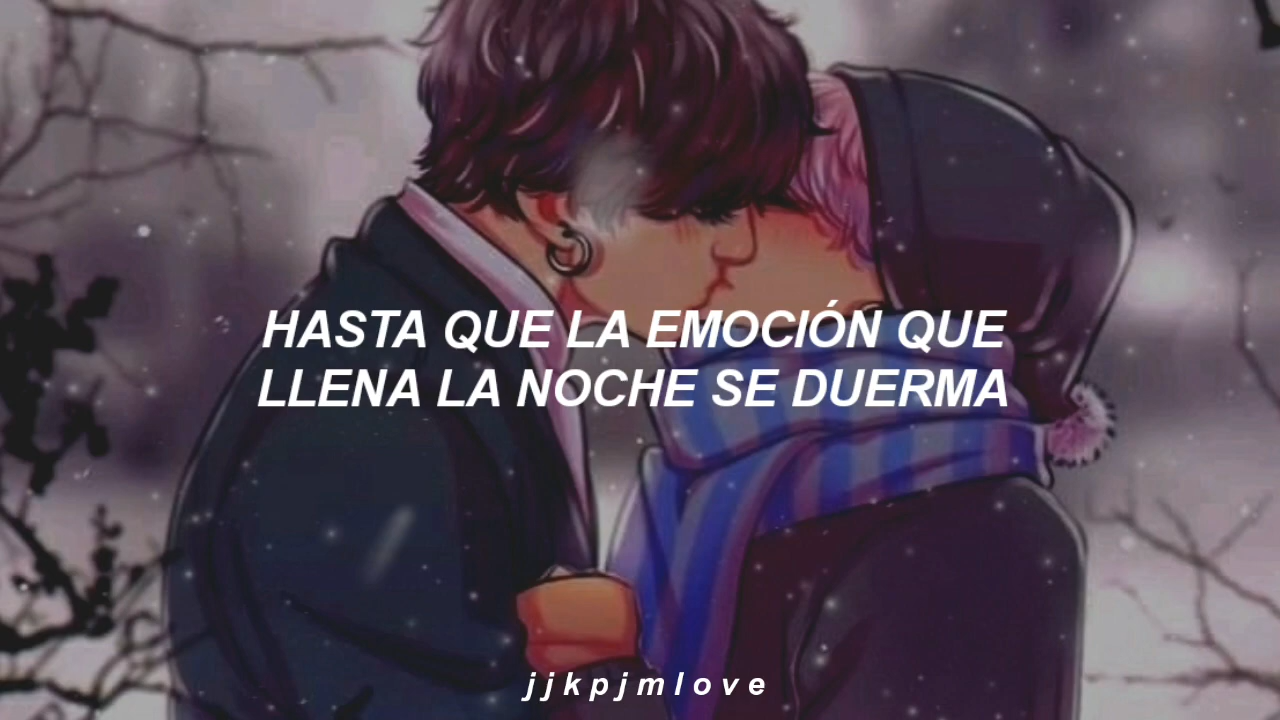 HASTA QUE LA EMOCIÓN QUE
LLENA LA NOCHE SE DUERMA
jjkpjmlove